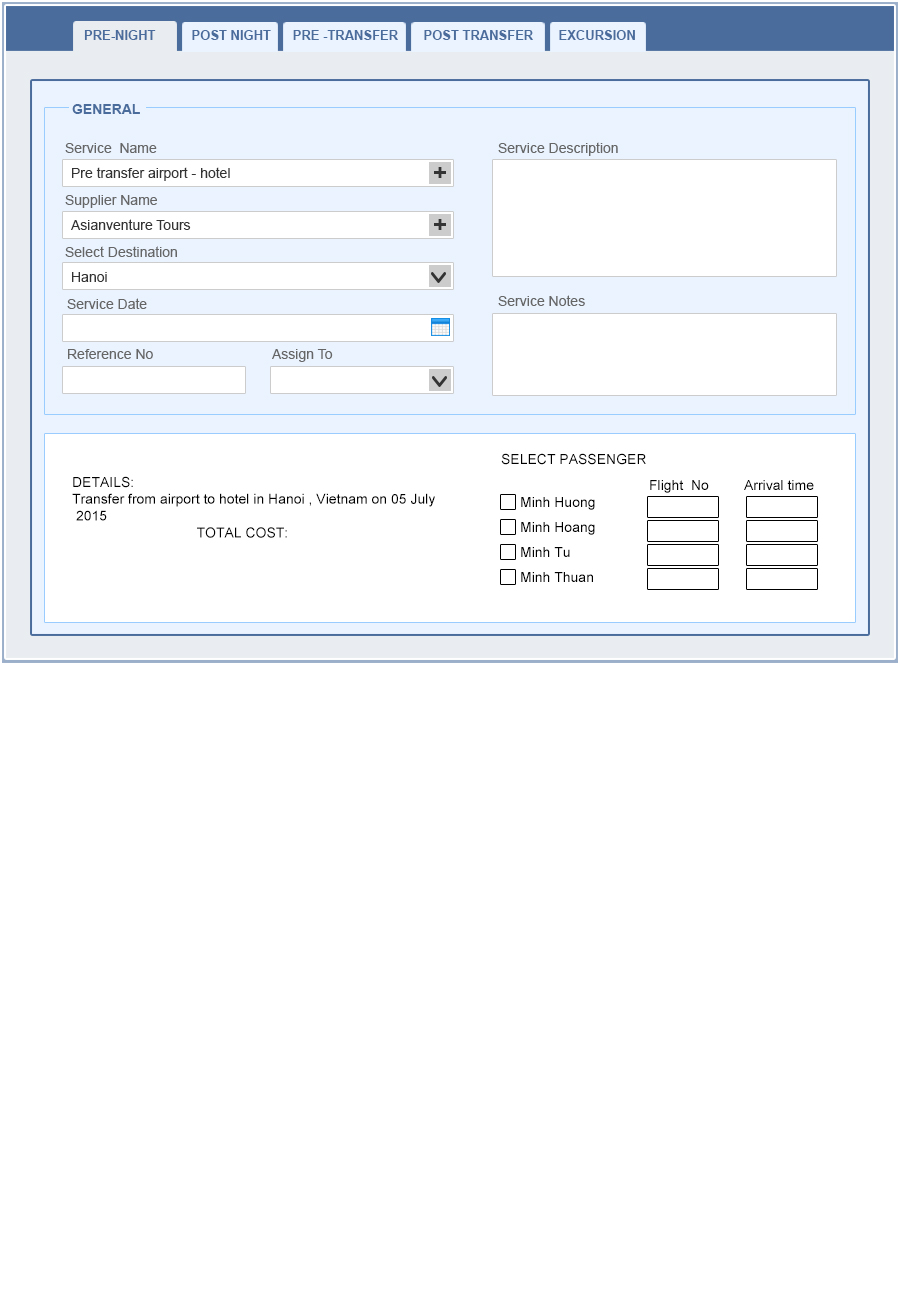 PRE-NIGHT POST NIGHT PRE -TRANSFER POST TRANSFER EXCURSION
GENERAL
Service  Name
Pre transfer airport - hotel
Supplier Name
Asianventure Tours
Select Destination
Hanoi
Service Date
Reference No Assign To
Service Description
Service Notes
DETAILS:
Transfer from airport to hotel in Hanoi , Vietnam on 05 July
2015
TOTAL COST:
SELECT PASSENGER
Flight  No Arrival time
Minh Huong
Minh Hoang
Minh Tu
Minh Thuan